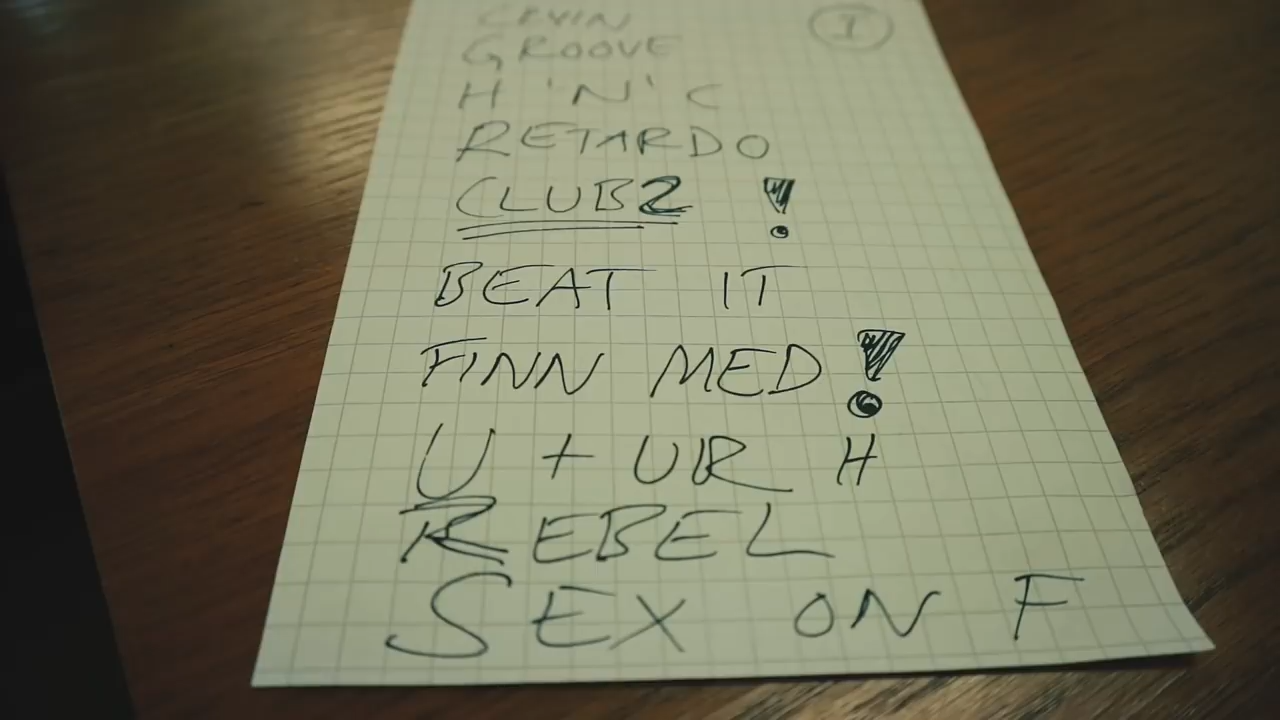 I
GROOVE
H 'N' C
RETARDO
CLUB2 !
BEAT IT
FINN MED!
U + UR H
REBEL
SEX ON F